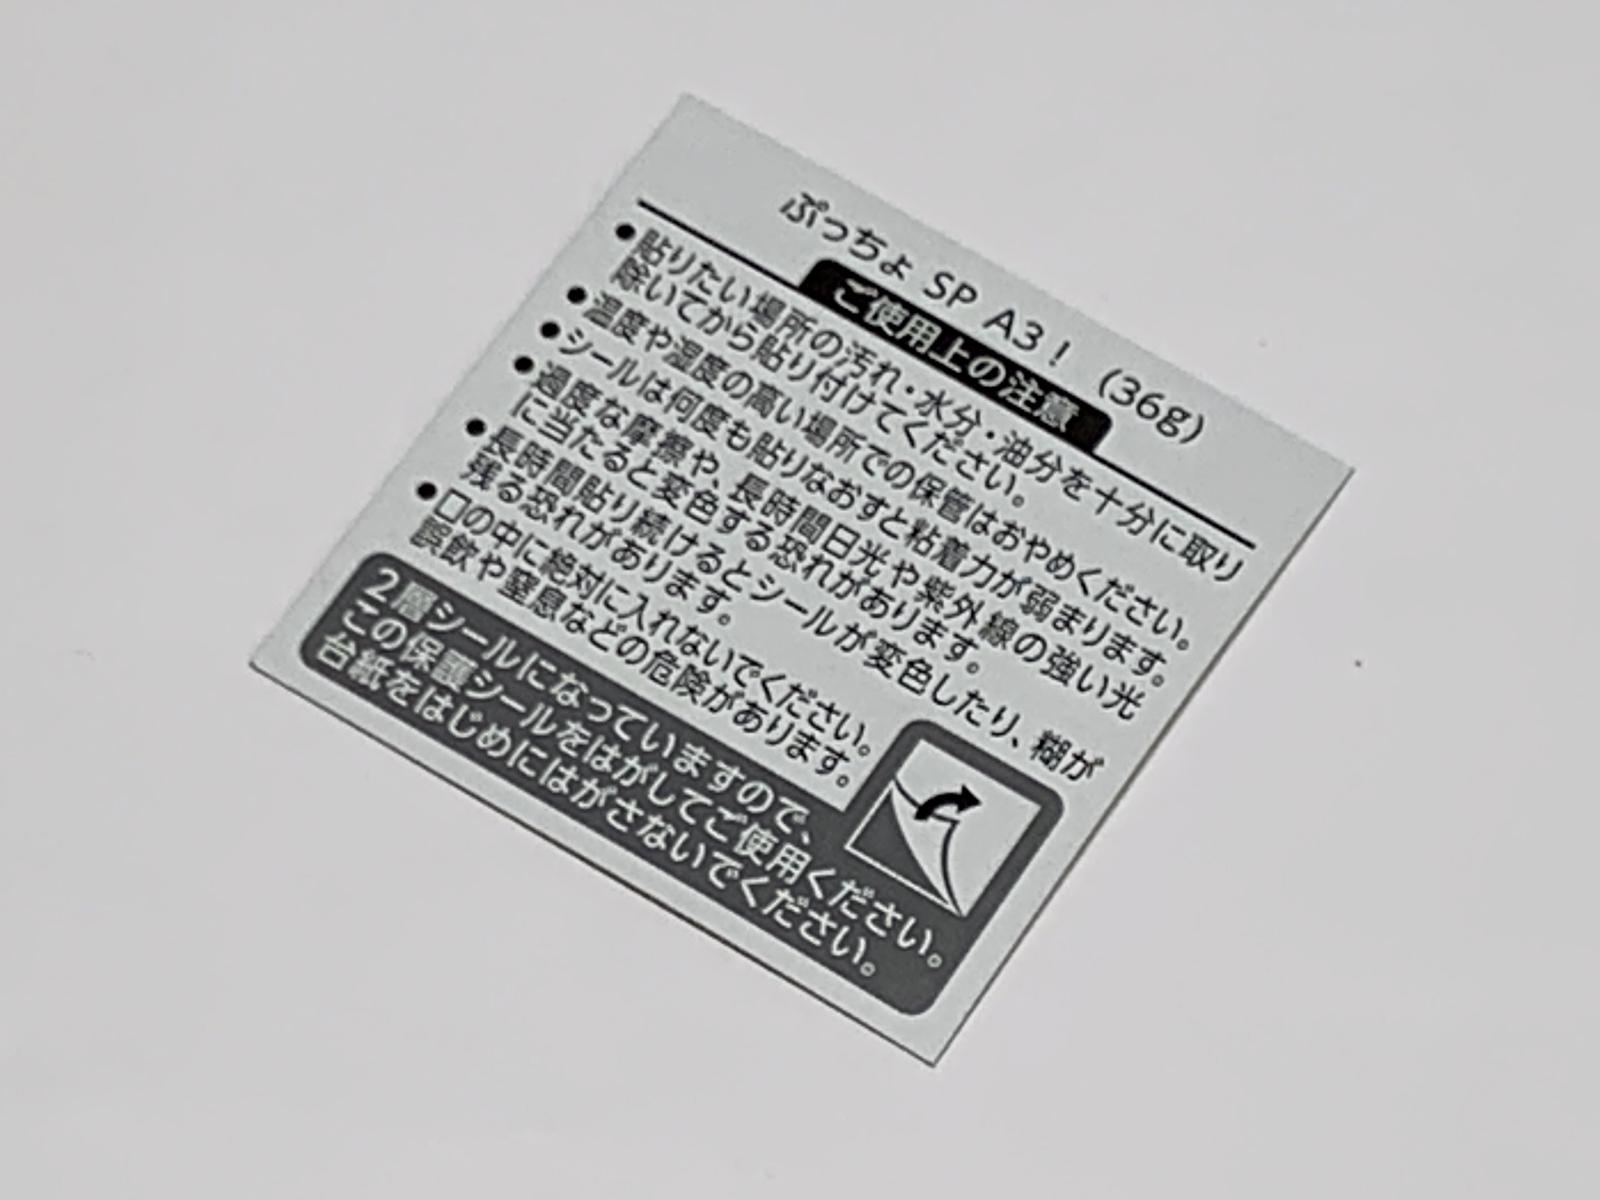 ぷっちょ SP A3！ (36g)
ご使用上の注意
●貼りたい場所の汚れ・水分・油分を十分に取り
除いてから貼り付けてください。
●温度や湿度の高い場所での保管はおやめください。
●シールは何度も貼りなおすと粘着力が弱まります。
●過度な摩擦や、長時間日光や紫外線の強い光
に当たると変色する恐れがあります。
●長時間貼り続けるとシールが変色したり、糊が
残る恐れがあります。
●口の中に絶対に入れないでください。
誤飲や窒息などの危険があります。
2層シールになっていますので、
この保護シールをはがしてご使用ください。
台紙をはじめにはがさないでください。